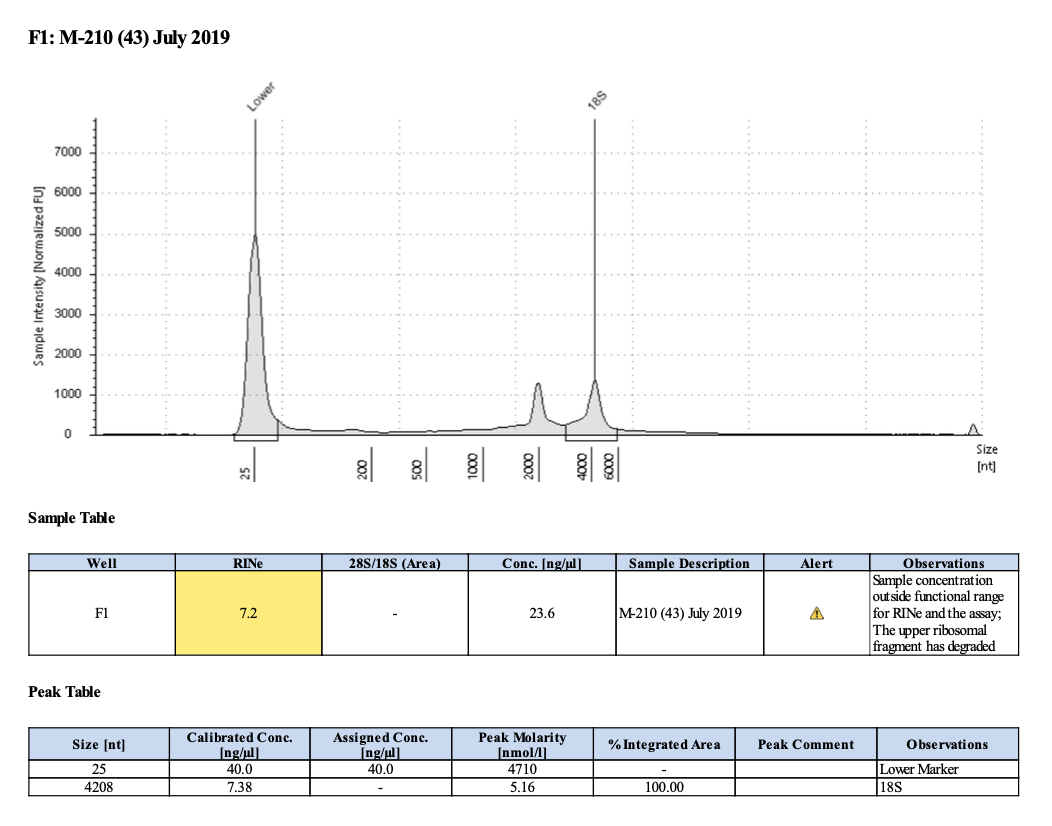 F1: M-210 (43) July 2019
Lower
18S
7000
6000
5000
4000
3000
2000
1000
0
Sample Intensity [Normalized FU]
25
200
500
1000
2000
4000
6000
Size
[nt]
Sample Table
Well RINe 28S/18S (Area) Conc. [ng/µl] Sample Description Alert Observations
F1 7.2 - 23.6 M-210 (43) July 2019 Sample concentration
outside functional range
for RINe and the assay;
The upper ribosomal
fragment has degraded
Peak Table
Size [nt] Calibrated Conc. [ng/µl] Assigned Conc. [ng/µl] Peak Molarity [nmol/l] % Integrated Area Peak Comment Observations
25 40.0 40.0 4710 - Lower Marker
4208 7.38 - 5.16 100.00 18S